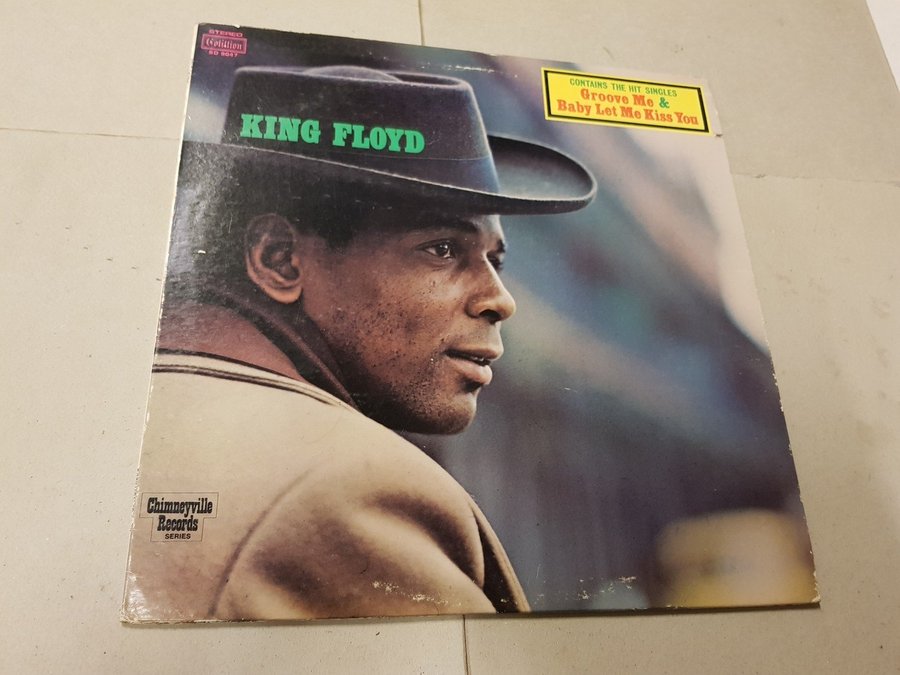 STEREO
Cotillion
SD 9047
CONTAINS THE HIT SINGLES
Groove Me &
Baby Let Me Kiss You
KING FLOYD
Chimneyville
Records
SERIES